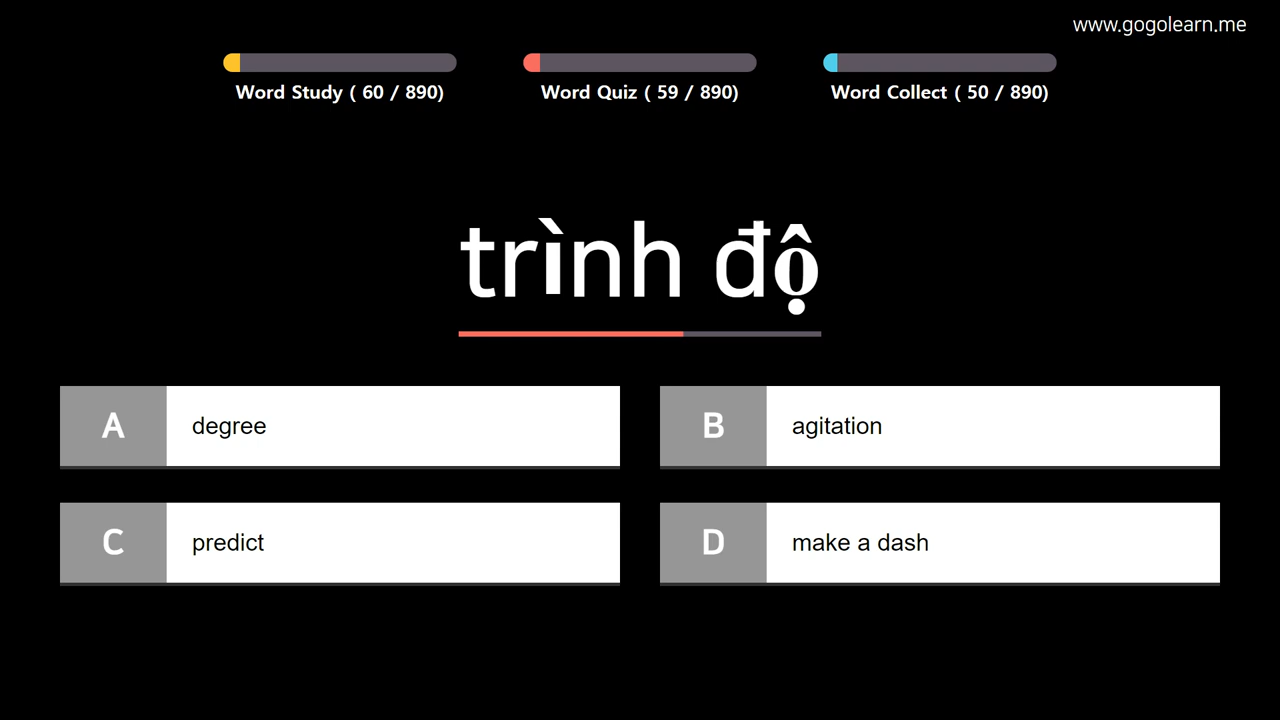 www.gogolearn.me
Word Study ( 60 / 890)
Word Quiz ( 59 / 890)
Word Collect ( 50 / 890)
trình độ
A degree
B agitation
C predict
D make a dash